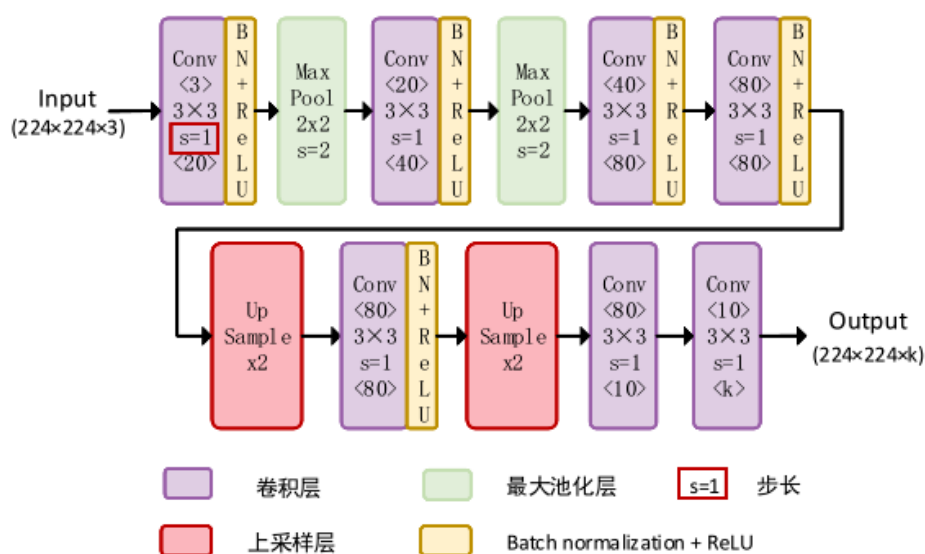 Input
(224×224×3)
Conv
<3>
3×3
s=1
<20>
BN+ReLU
Max
Pool
2x2
s=2
Conv
<20>
3×3
s=1
<40>
BN+ReLU
Max
Pool
2x2
s=2
Conv
<40>
3×3
s=1
<80>
BN+ReLU
Conv
<80>
3×3
s=1
<80>
BN+ReLU
Up
Sample
x2
Conv
<80>
3×3
s=1
<80>
BN+ReLU
Up
Sample
x2
Conv
<80>
3×3
s=1
<10>
Conv
<10>
3×3
s=1
<k>
Output
(224×224×k)
卷积层
最大池化层
s=1
步长
上采样层
Batch normalization + ReLU